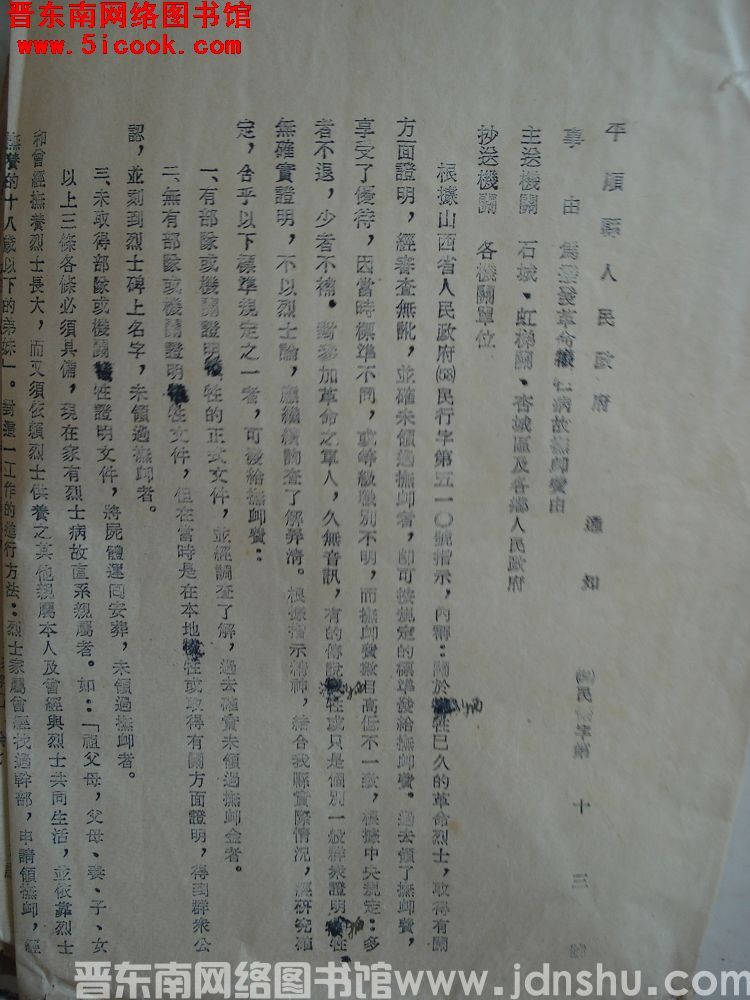 晋东南网络图书馆
www.5icook.com
平順縣人民政府 通 
民 字第十三
事由 為 發革命 病故撫卹費由
主送機關 石城、虹梯關、杏城區及各鄉人民政府
抄送機關 各機關單位
根據山西省人民政府 民行字第五一〇號指示,內稱:關於犧牲已久的革命烈士,取得有關
方面證明,經審查無訛,並確未領過撫卹者,即可按規定的標準發給撫卹費。過去領了撫卹費,
享受了優待,因當時標準不同,或等級職別不明,而撫卹費數目高低不一致,根據中央規定:多
者不退,少者不補。對參加革命之軍人,久無音訊,有的傳說犧牲或只是個別一般群衆證明犧牲。
無確實證明,不以烈士論,應繼續調查了解弄清。根據指示精神,結合我縣實際情況,經研究確
定,合乎以下標準規定之一者,可發給撫卹費:
一、有部隊或機關證明犧牲的正式文件,並經調查了解,過去確實未領過撫卹金者。
二、無有部隊或機關證明犧牲文件,但在當時是在本地犧牲或取得有關方面證明,得到群衆公
認,並刻到烈士碑上名字,未領過撫卹者。
三、未取得部隊或機關犧牲證明文件,將屍體運回安葬,未領過撫卹者。
以上三條各條必須具備,現在家有烈士病故直系親屬者。如:「祖父母,父母、妻、子、女
和曾經撫養烈士長大,而又須依賴烈士供養之其他親屬本人及曾經與烈士共同生活,並依靠烈士
撫養的十八歲以下的弟妹」。對這一工作的進行方法:烈士家屬曾經找過幹部,申請領撫卹,經
晋东南网络图书馆 www.jdnshu.com